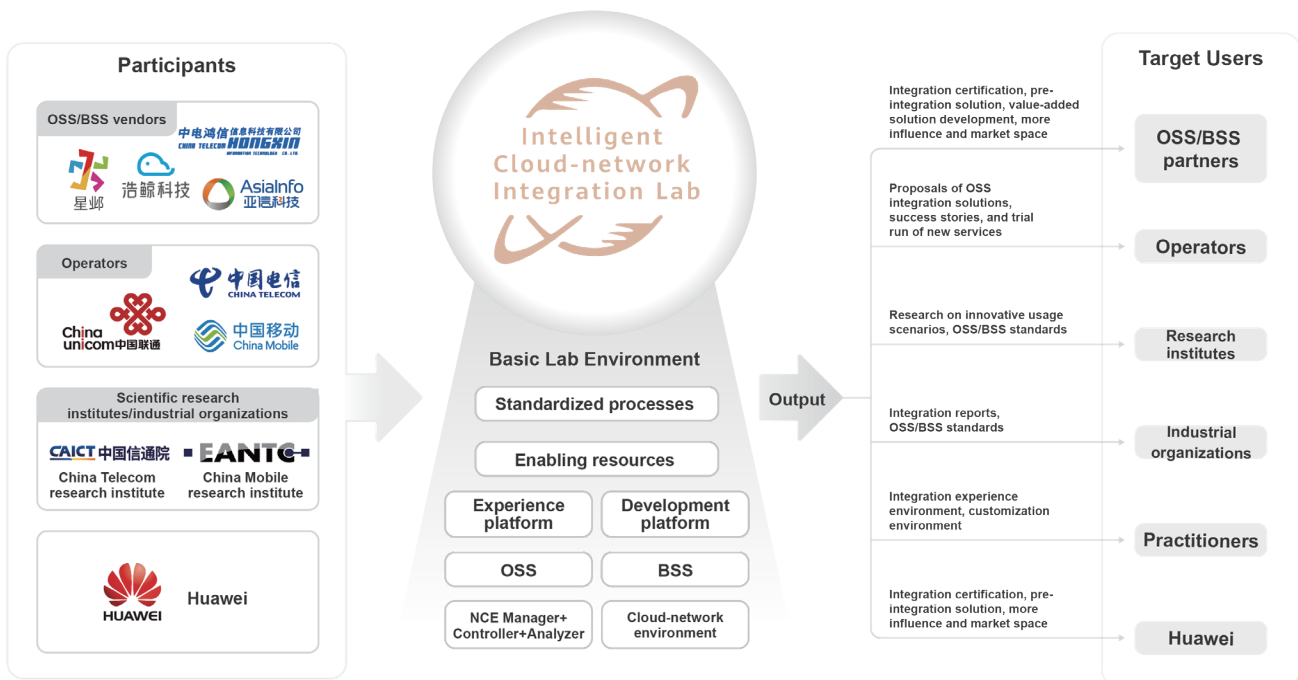 Participants
OSS/BSS vendors
中电鸿信信息科技有限公司
CHINA TELECOM HONGXIN
INFORMATION TECHNOLOGY CO. LTD
星邺
浩鲸科技
AsiaInfo
亚信科技
Operators
中国电信
CHINA TELECOM
China
unicom中国联通
中国移动
China Mobile
Scientific research
institutes/industrial organizations
CAICT 中国信通院
EANTC
China Telecom
research institute
China Mobile
research institute
HUAWEI
Huawei
Intelligent
Cloud-network
Integration Lab
Basic Lab Environment
Standardized processes
Enabling resources
Experience
platform
Development
platform
OSS
BSS
NCE Manager+
Controller+Analyzer
Cloud-network
environment
Output
Integration certification, pre-
integration solution, value-added
solution development, more
influence and market space
Proposals of OSS
integration solutions,
success stories, and trial
run of new services
Research on innovative usage
scenarios, OSS/BSS standards
Integration reports,
OSS/BSS standards
Integration experience
environment, customization
environment
Integration certification, pre-
integration solution, more
influence and market space
Target Users
OSS/BSS
partners
Operators
Research
institutes
Industrial
organizations
Practitioners
Huawei